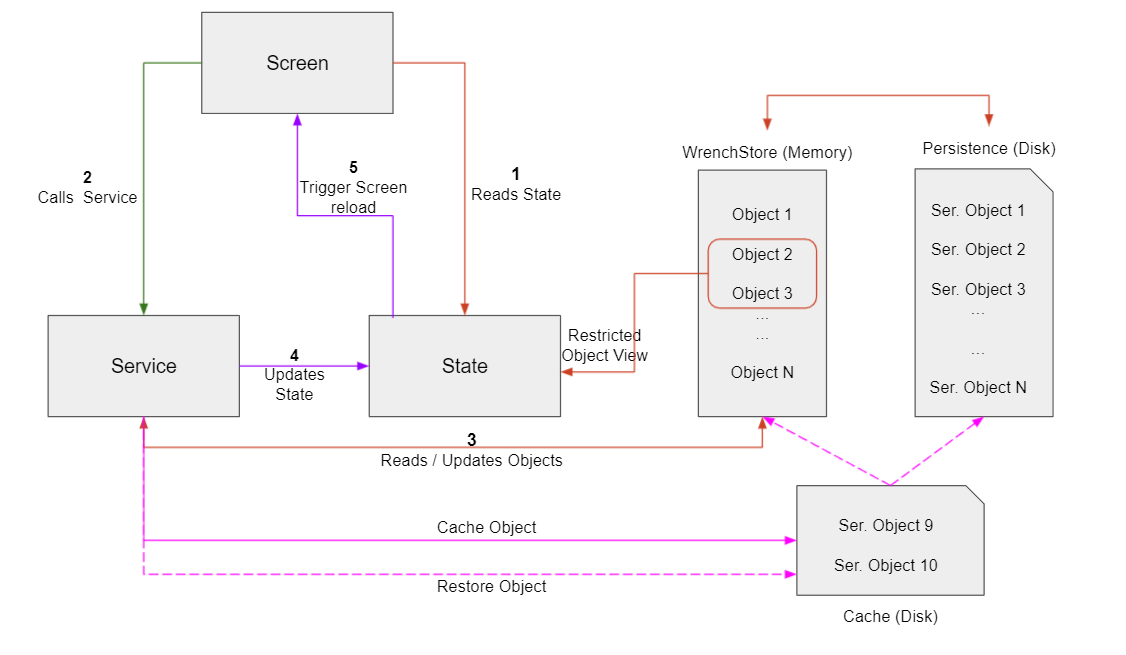 Screen
2
Calls Service
5
Trigger Screen
reload
1
Reads State
WrenchStore (Memory)
Persistence (Disk)
Object 1
Object 2
Object 3
...
...
Object N
Ser. Object 1
Ser. Object 2
Ser. Object 3
...
...
Ser. Object N
Service
4
Updates
State
State
Restricted
Object View
3
Reads / Updates Objects
Cache Object
Restore Object
Ser. Object 9
Ser. Object 10
Cache (Disk)